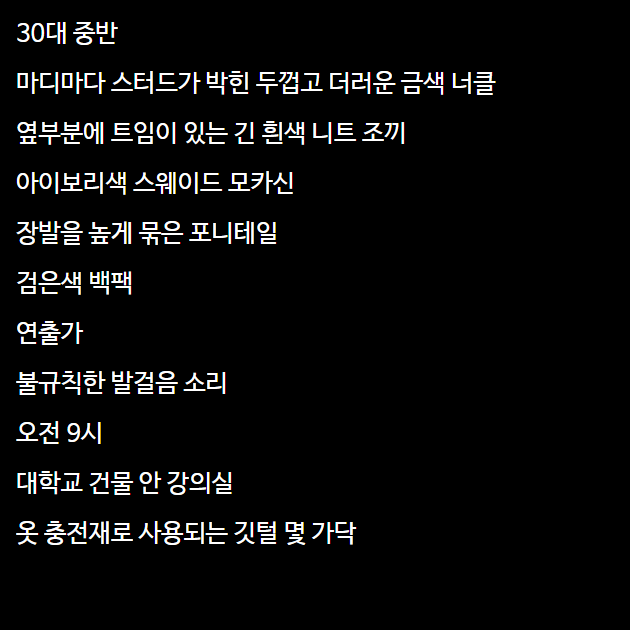 30대 중반
마디마다 스터드가 박힌 두껍고 더러운 금색 너클
옆부분에 트임이 있는 긴 흰색 니트 조끼
아이보리색 스웨이드 모카신
장발을 높게 묶은 포니테일
검은색 백팩
연출가
불규칙한 발걸음 소리
오전 9시
대학교 건물 안 강의실
옷 충전재로 사용되는 깃털 몇 가닥